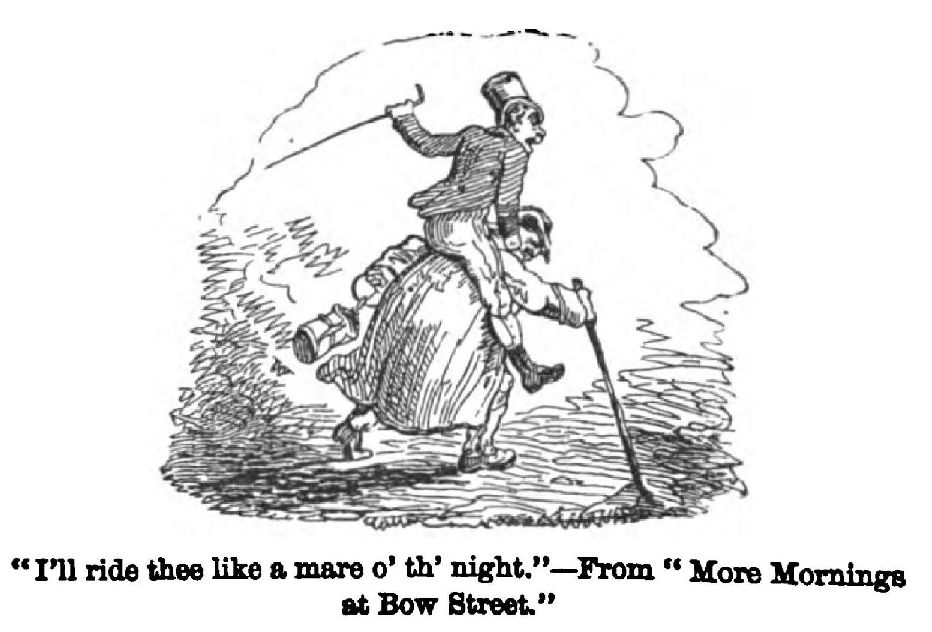 “I’ll ride thee like a mare o’ th’ night.”—From “ More Mornings
at Bow Street.”